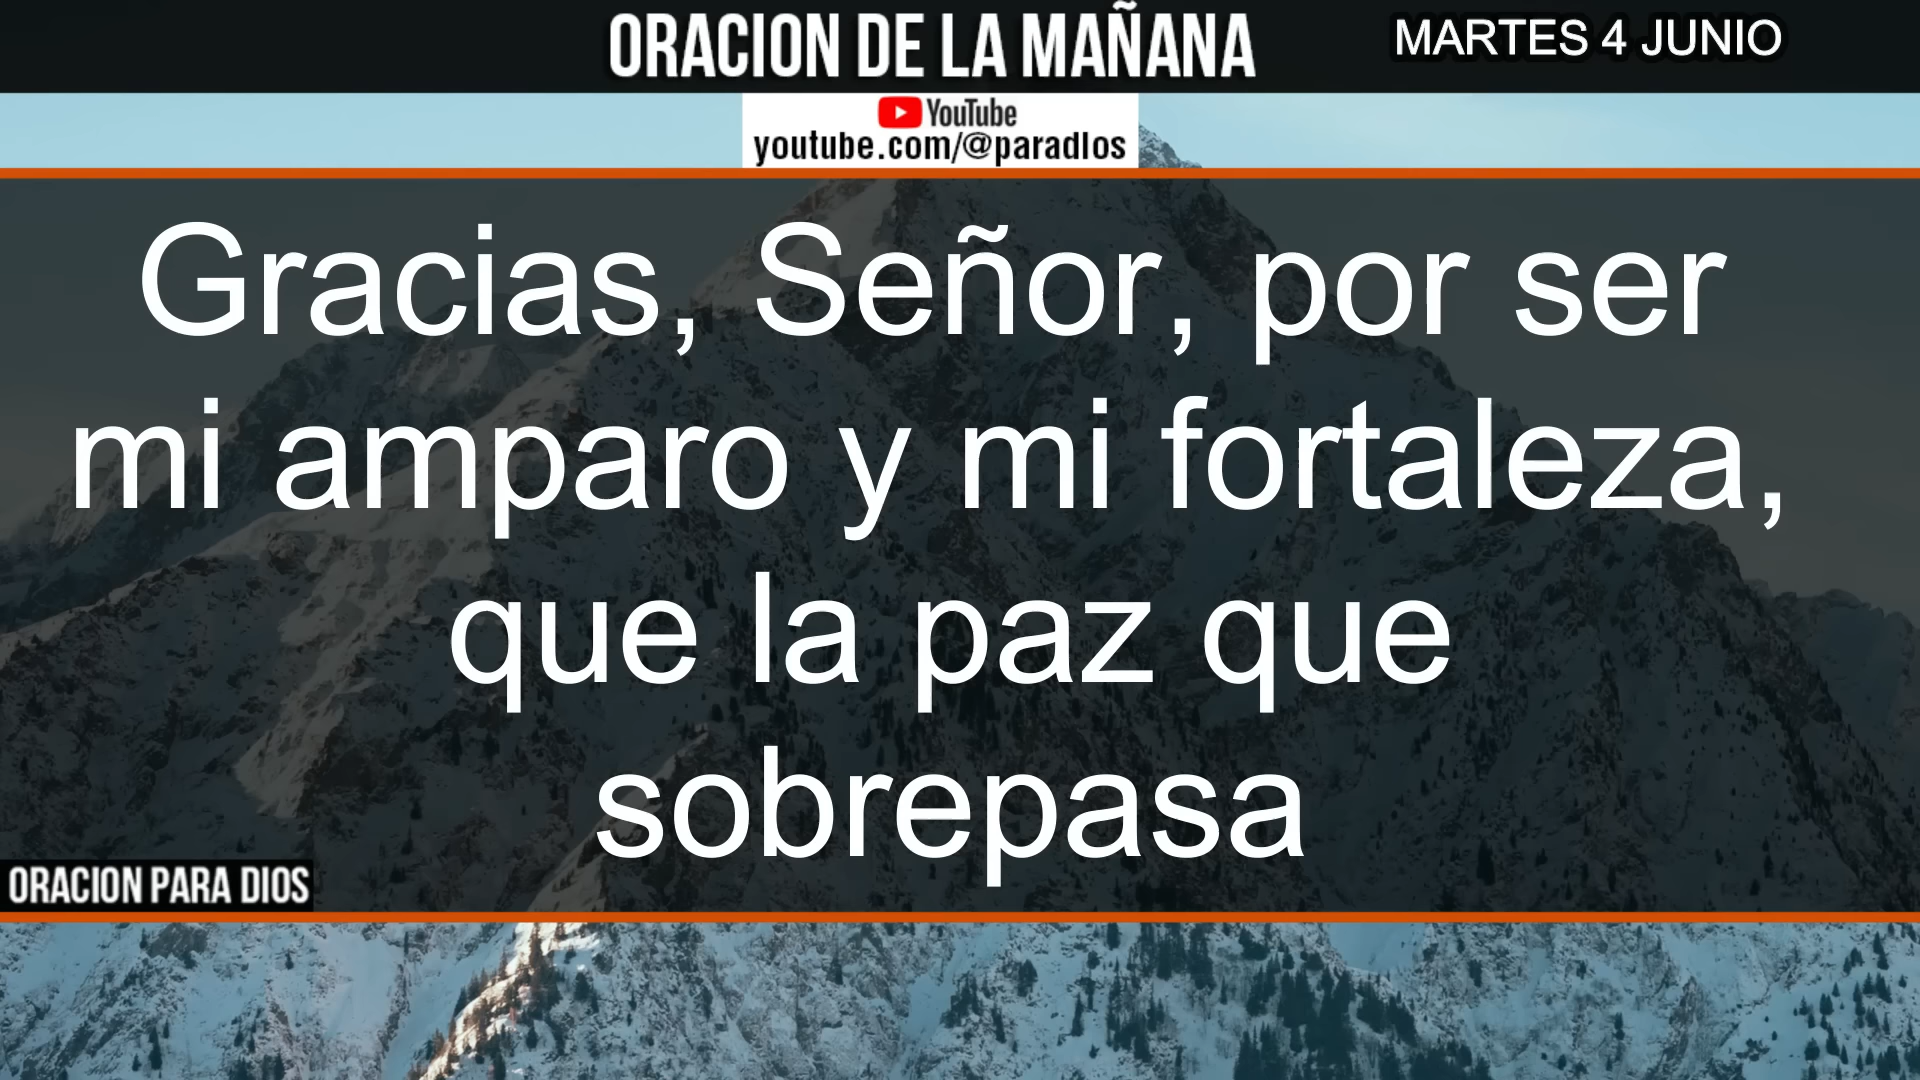 ORACION DE LA MAÑANA
MARTES 4 JUNIO
YouTube
youtube.com/@paradIos
Gracias, Señor, por ser
mi amparo y mi fortaleza,
que la paz que
sobrepasa
ORACION PARA DIOS